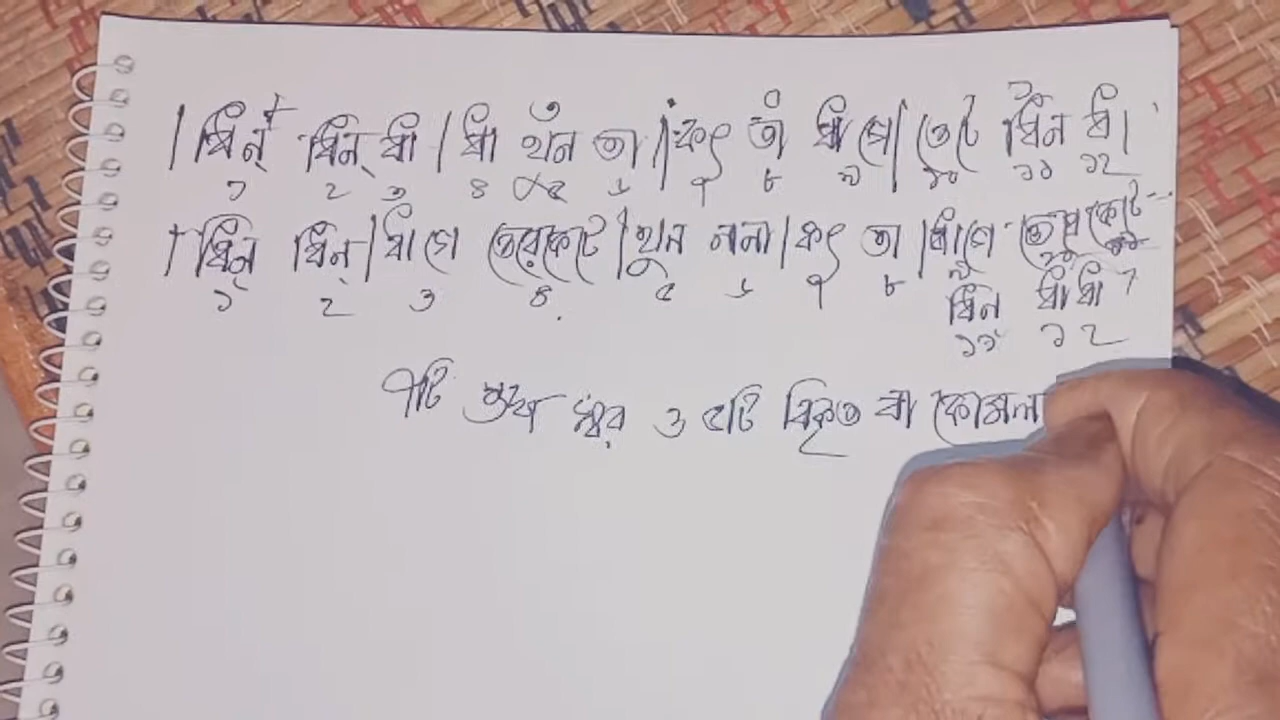 | ধিন্ ধিন্ ধা | ধা থুন তা | কৎ তা ধা গে | তেটে ধিন ধা |
১ ২ ৩ ৪ ৫ ৬ ৭ ৮ ৯ ১০ ১১ ১২
| ধিন্ ধিন্ | ধা গে তেরেকেটে | থুন নানা | কৎ তা | ধাগে
১ ২ ৩ ৪ ৫ ৬ ৭ ৮ ৯
ধিন ধা ধা
১১ ১২
৭টি শুদ্ধ স্বর ও ৫টি বিকৃত বা কোমল